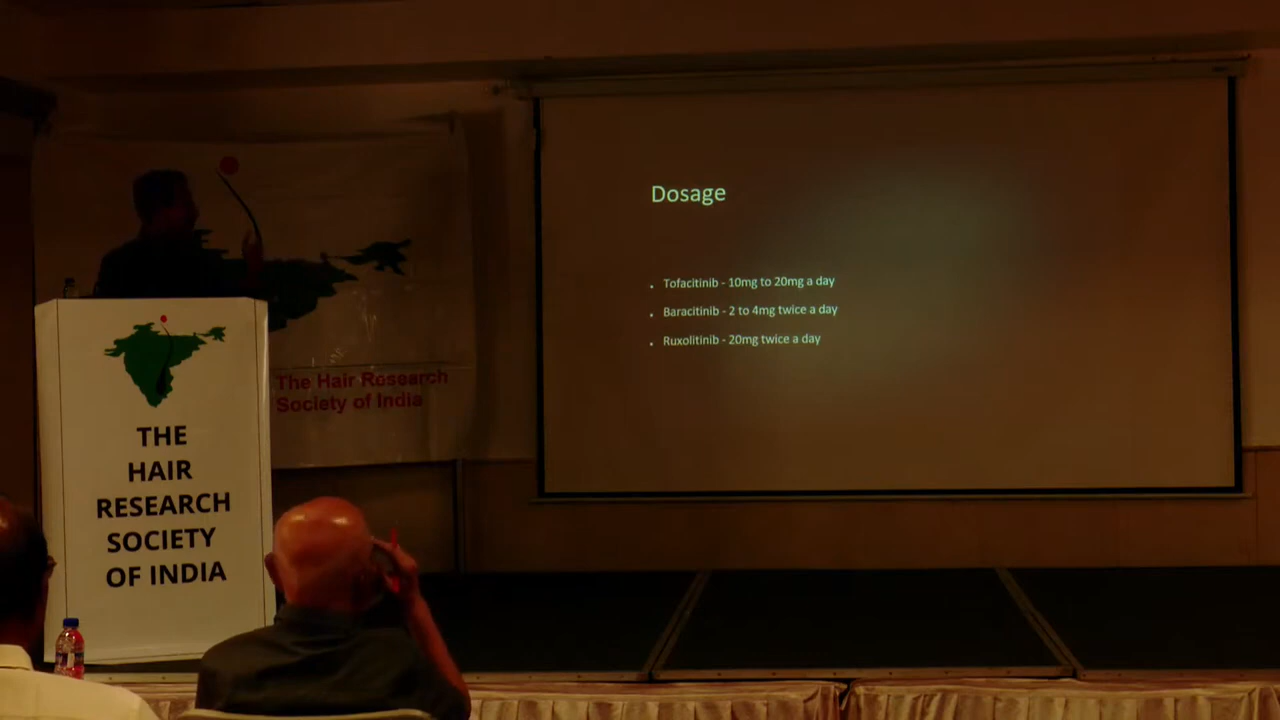 Dosage
Tofacitinib - 10mg to 20mg a day
Baracitinib - 2 to 4mg twice a day
Ruxolitinib - 20mg twice a day
The Hair Research
Society of India
THE
HAIR
RESEARCH
SOCIETY
OF INDIA